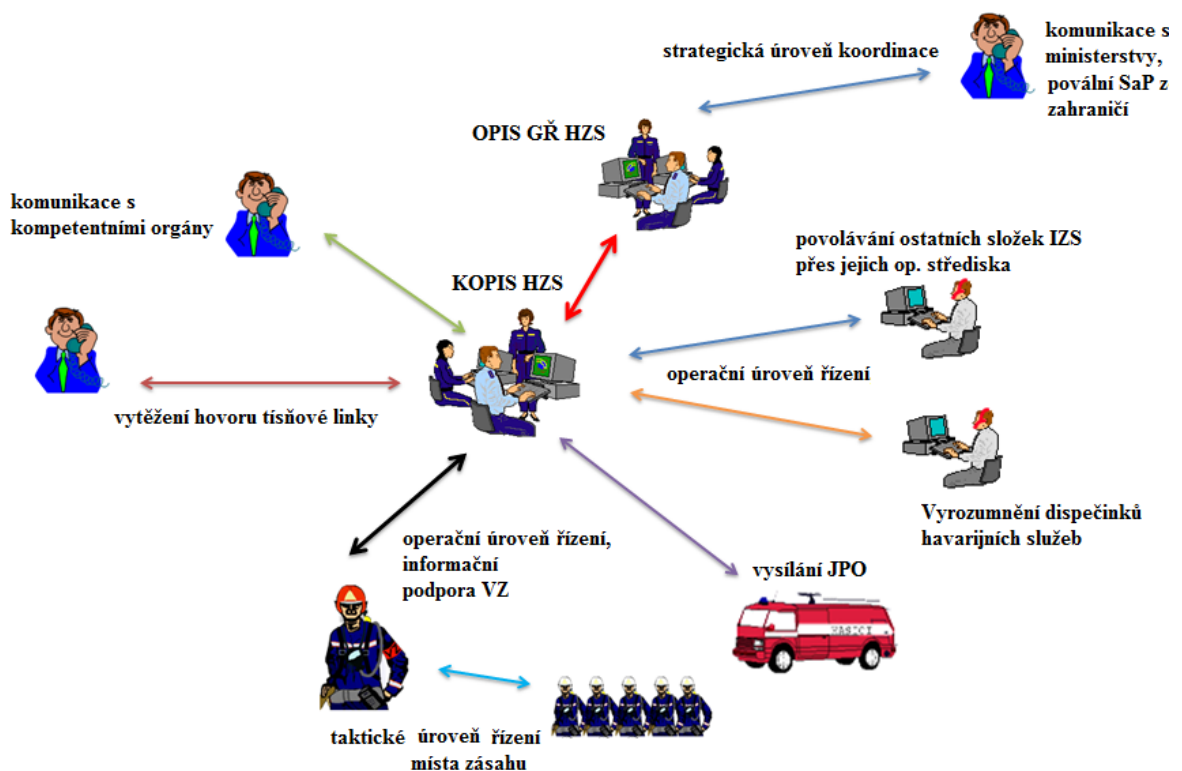 komunikace s
ministerstvy,
povální SaP z
zahraničí
strategická úroveň koordinace
OPIS GŘ HZS
komunikace s
kompetentními orgány
povolávání ostatních složek IZS
přes jejich op. střediska
KOPIS HZS
operační úroveň řízení
vytěžení hovoru tísňové linky
Vyrozumnění dispečinků
havarijních služeb
operační úroveň řízení,
informační
podpora VZ
vysílání JPO
HASICI
VZ
taktické úroveň řízení
místa zásahu